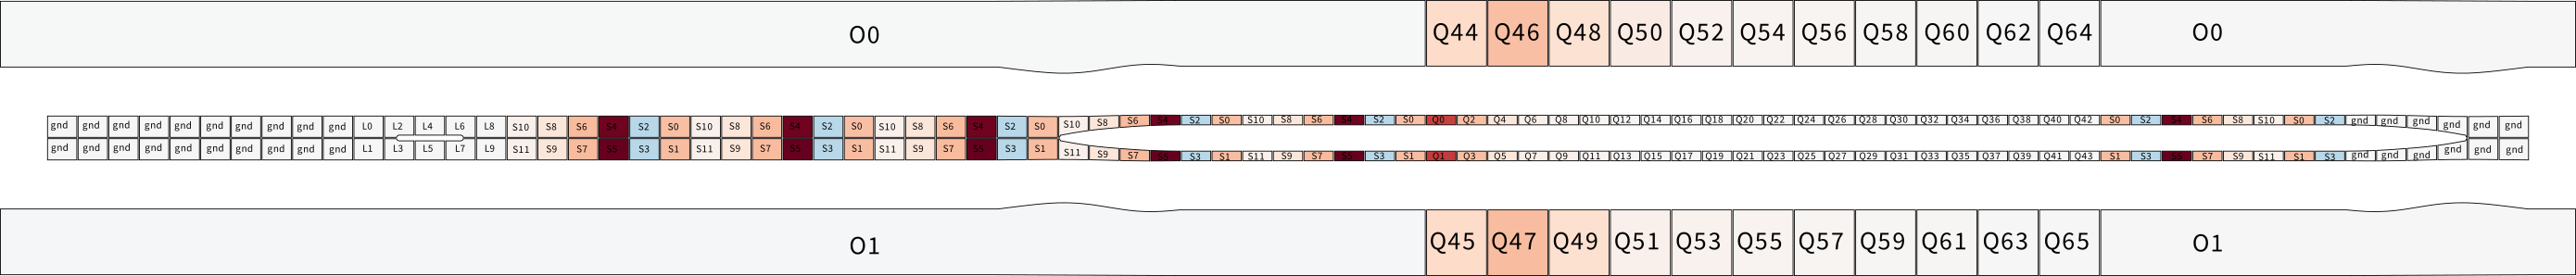 O0 Q44 Q46 Q48 Q50 Q52 Q54 Q56 Q58 Q60 Q62 Q64 O0
gnd gnd gnd gnd gnd gnd gnd gnd gnd gnd L0 L2 L4 L6 L8 S10 S8 S6 S4 S2 S0 S10 S8 S6 S4 S2 S0 S10 S8 S6 S4 S2 S0 S10 S8 S6 S4 S2 S0 S10 S8 S6 S4 S2 S0 Q0 Q2 Q4 Q6 Q8 Q10 Q12 Q14 Q16 Q18 Q20 Q22 Q24 Q26 Q28 Q30 Q32 Q33 Q36 Q38 Q40 Q42 S0 S2 S4 S6 S8 S10 S0 S2 gnd gnd gnd gnd gnd gnd
gnd gnd gnd gnd gnd gnd gnd gnd gnd gnd L1 L3 L5 L7 L9 S11 S9 S7 S5 S3 S1 S11 S9 S7 S5 S3 S1 S11 S9 S7 S5 S3 S1 S11 S9 S7 S5 S3 S1 S11 S9 S7 S5 S3 S1 Q1 Q3 Q5 Q7 Q9 Q11 Q13 Q15 Q17 Q19 Q21 Q23 Q25 Q27 Q29 Q31 Q34 Q35 Q37 Q39 Q41 Q43 S1 S3 S5 S7 S9 S11 S1 S3 gnd gnd gnd gnd gnd gnd
O1 Q45 Q47 Q49 Q51 Q53 Q55 Q57 Q59 Q61 Q63 Q65 O1